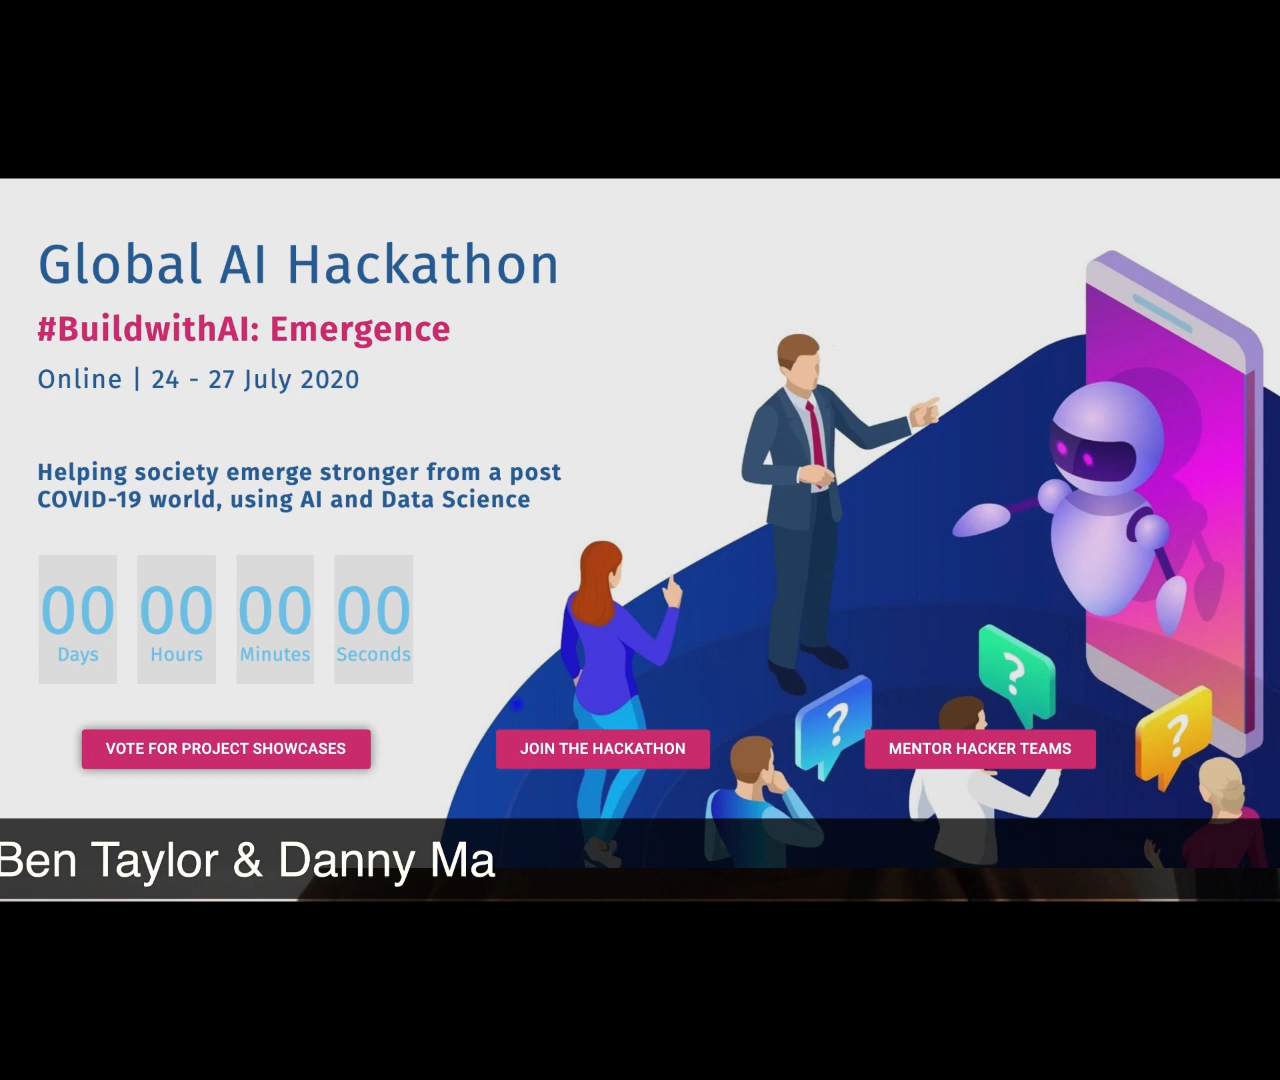 Global AI Hackathon
#BuildwithAI: Emergence
Online | 24 - 27 July 2020
Helping society emerge stronger from a post
COVID-19 world, using AI and Data Science
00 00 00 00
Days Hours Minutes Seconds
?
?
?
VOTE FOR PROJECT SHOWCASES
JOIN THE HACKATHON
MENTOR HACKER TEAMS
Ben Taylor & Danny Ma